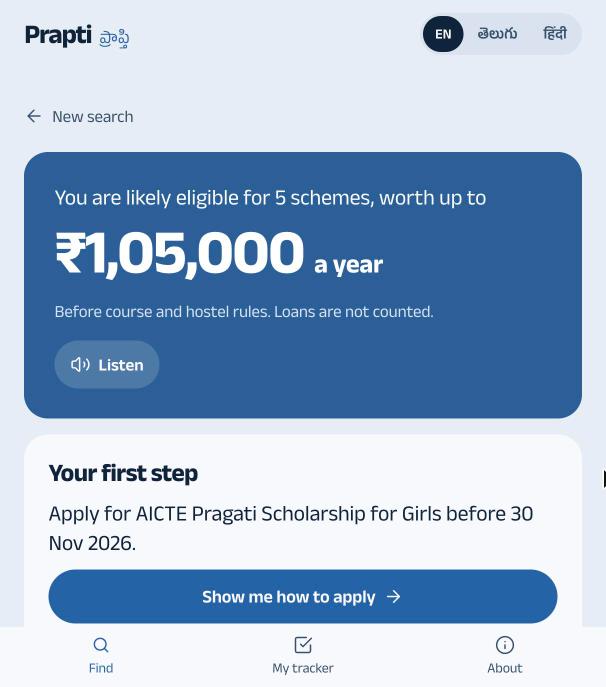 Prapti ప్రాప్తి
EN తెలుగు हिंदी
New search
You are likely eligible for 5 schemes, worth up to
₹1,05,000 a year
Before course and hostel rules. Loans are not counted.
Listen
Your first step
Apply for AICTE Pragati Scholarship for Girls before 30
Nov 2026.
Show me how to apply
Find My tracker About